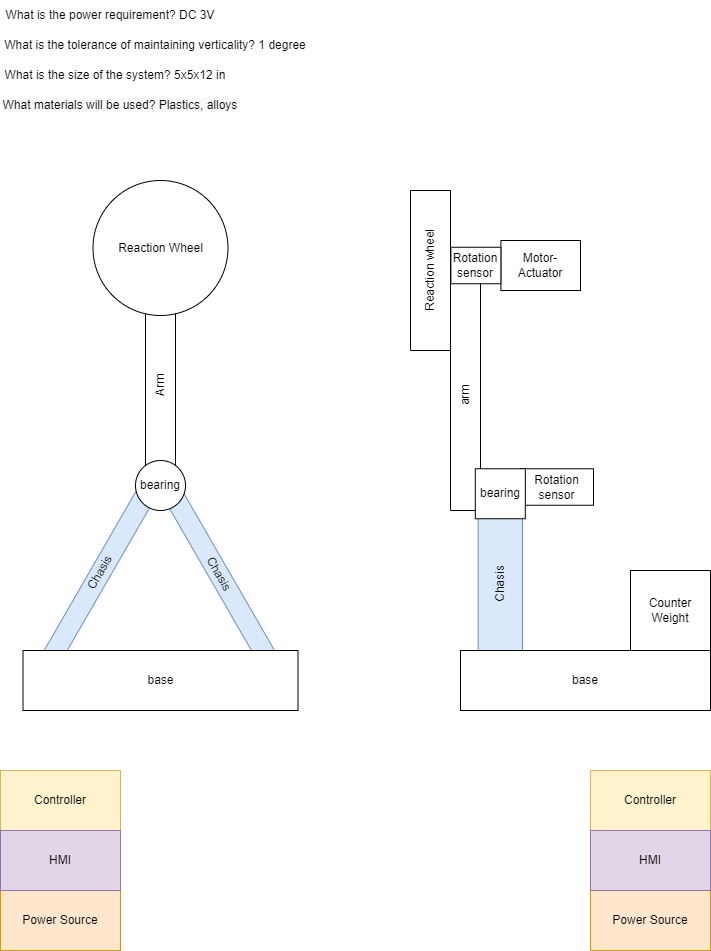 What is the power requirement? DC 3V
What is the tolerance of maintaining verticality? 1 degree
What is the size of the system? 5x5x12 in
What materials will be used? Plastics, alloys
Reaction Wheel
Arm
bearing
Chasis
Chasis
base
Reaction wheel
Rotation
sensor
Motor-
Actuator
arm
bearing
Rotation
sensor
Chasis
Counter
Weight
base
Controller
HMI
Power Source
Controller
HMI
Power Source